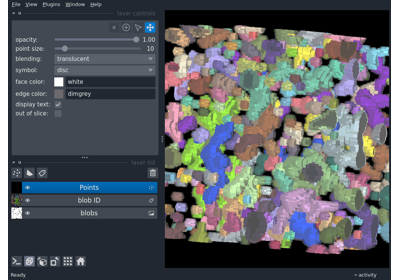 File View Plugins Window Help
layer controls
opacity: 1.00
point size: 10
blending: translucent
symbol: disc
face color: white
edge color: dimgrey
display text:
out of slice:
layer list
Points
blob ID
blobs
Ready
activity